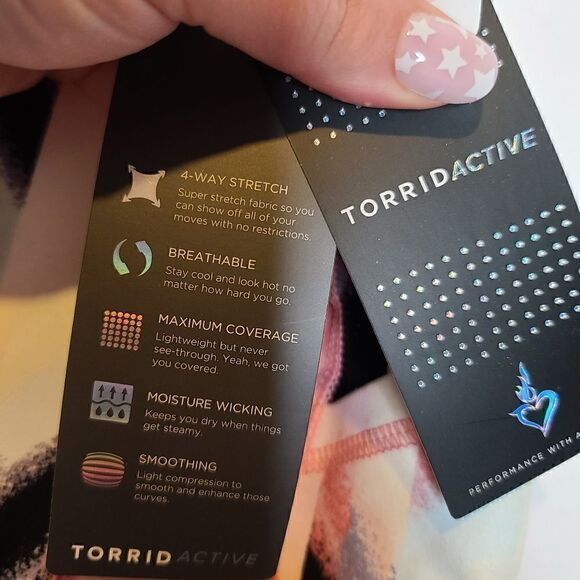 4-WAY STRETCH
Super stretch fabric so you
can show off all of your
moves with no restrictions.
BREATHABLE
Stay cool and look hot no
matter how hard you go.
MAXIMUM COVERAGE
Lightweight but never
see-through. Yeah, we got
you covered.
MOISTURE WICKING
Keeps you dry when things
get steamy.
SMOOTHING
Light compression to
smooth and enhance those
curves.
TORRID ACTIVE
TORRIDACTIVE
PERFORMANCE WITH A